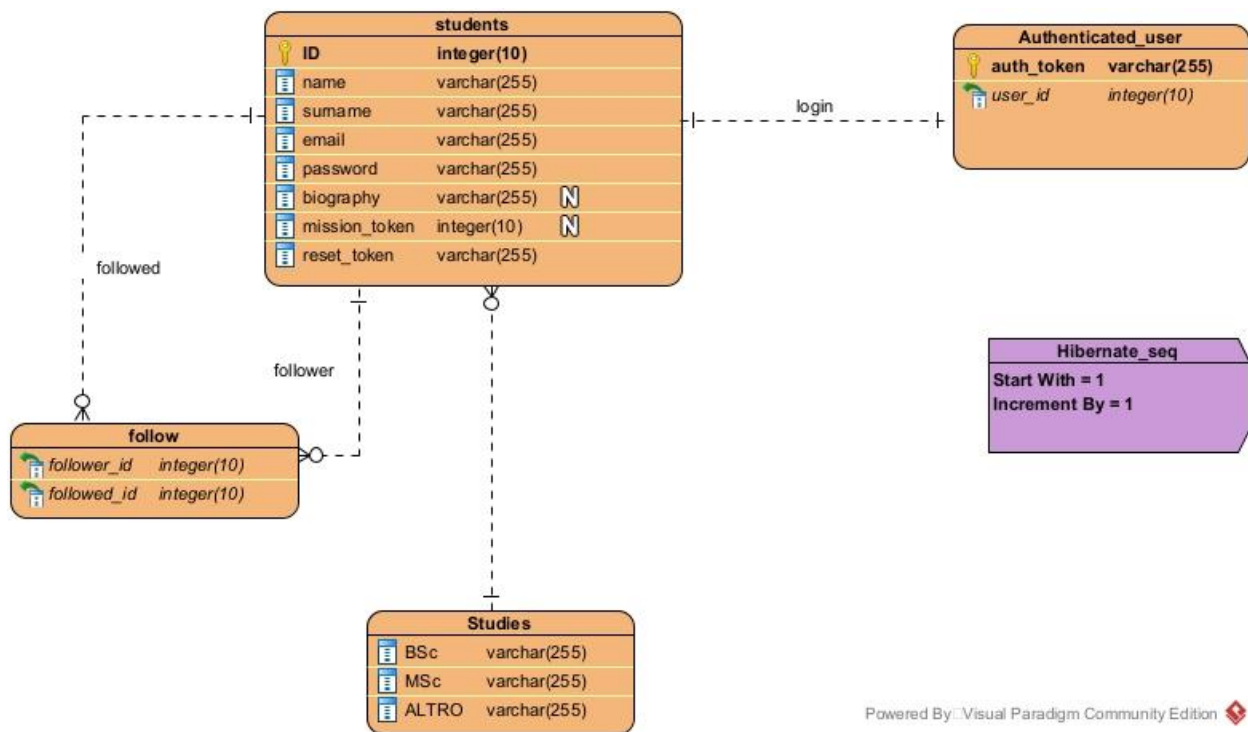 students
ID integer(10)
name varchar(255)
surname varchar(255)
email varchar(255)
password varchar(255)
biography varchar(255) N
mission_token integer(10) N
reset_token varchar(255)
Authenticated_user
auth_token varchar(255)
user_id integer(10)
login
followed
follower
Hibernate_seq
Start With = 1
Increment By = 1
follow
follower_id integer(10)
followed_id integer(10)
Studies
BSc varchar(255)
MSc varchar(255)
ALTRO varchar(255)
Powered By Visual Paradigm Community Edition